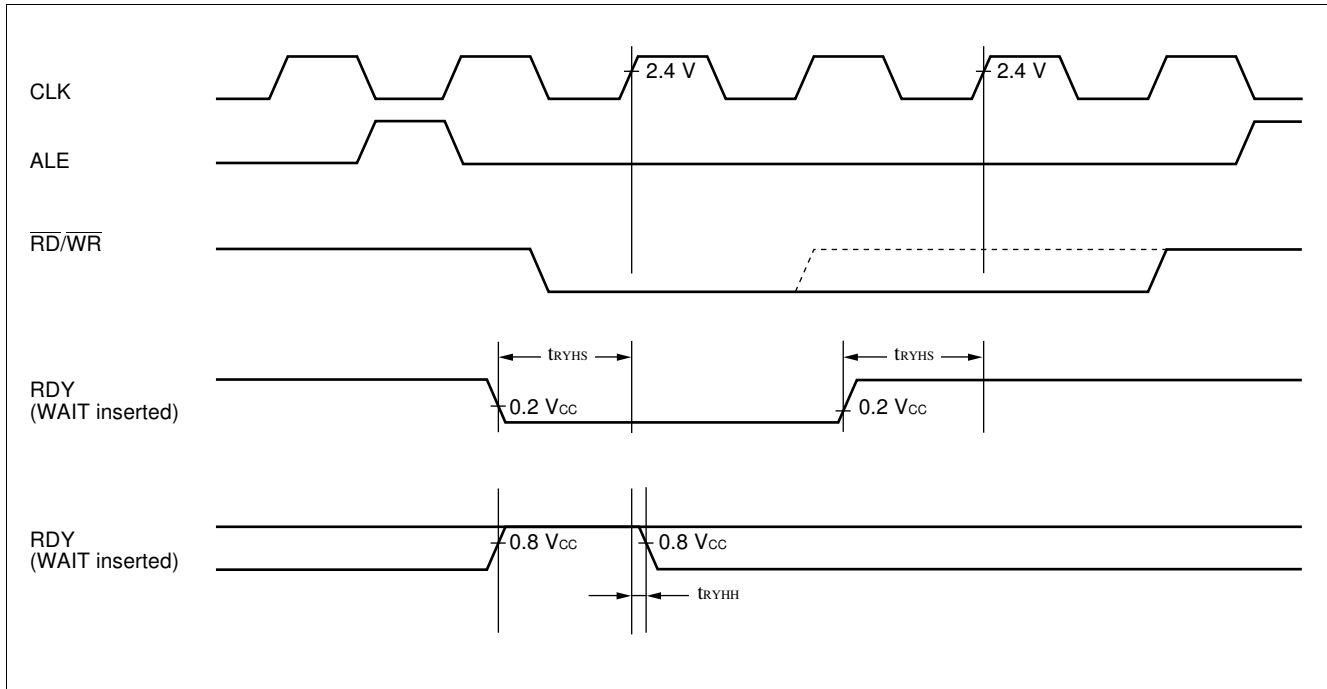 CLK
2.4 V
2.4 V
ALE
RD/WR
tRYHS
tRYHS
RDY
(WAIT inserted)
0.2 VCC
0.2 VCC
RDY
(WAIT inserted)
0.8 VCC
0.8 VCC
tRYHH